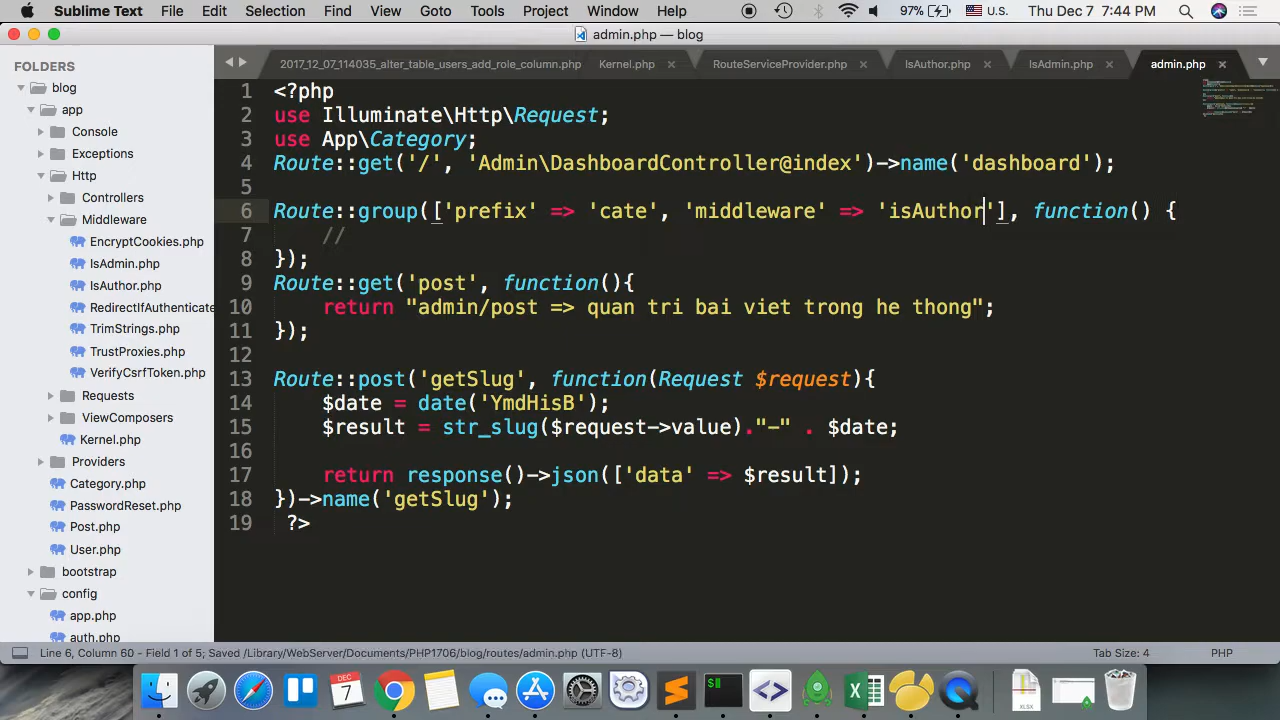 Sublime Text File Edit Selection Find View Goto Tools Project Window Help 97% U.S. Thu Dec 7 7:44 PM
admin.php — blog
FOLDERS
2017_12_07_114035_alter_table_users_add_role_column.php Kernel.php RouteServiceProvider.php IsAuthor.php IsAdmin.php admin.php
blog
app
Console
Exceptions
Http
Controllers
Middleware
EncryptCookies.php
IsAdmin.php
IsAuthor.php
RedirectIfAuthenticate
TrimStrings.php
TrustProxies.php
VerifyCsrfToken.php
Requests
ViewComposers
Kernel.php
Providers
Category.php
PasswordReset.php
Post.php
User.php
bootstrap
config
app.php
auth.php
1 <?php
2 use Illuminate\Http\Request;
3 use App\Category;
4 Route::get('/', 'Admin\DashboardController@index')->name('dashboard');
5
6 Route::group(['prefix' => 'cate', 'middleware' => 'isAuthor'], function() {
7 //
8 });
9 Route::get('post', function(){
10 return "admin/post => quan tri bai viet trong he thong";
11 });
12
13 Route::post('getSlug', function(Request $request){
14 $date = date('YmdHisB');
15 $result = str_slug($request->value)."-" . $date;
16
17 return response()->json(['data' => $result]);
18 })->name('getSlug');
19 ?>
Line 6, Column 60 - Field 1 of 5; Saved /Library/WebServer/Documents/PHP1706/blog/routes/admin.php (UTF-8) Tab Size: 4 PHP
DEC
7
$
XLSX